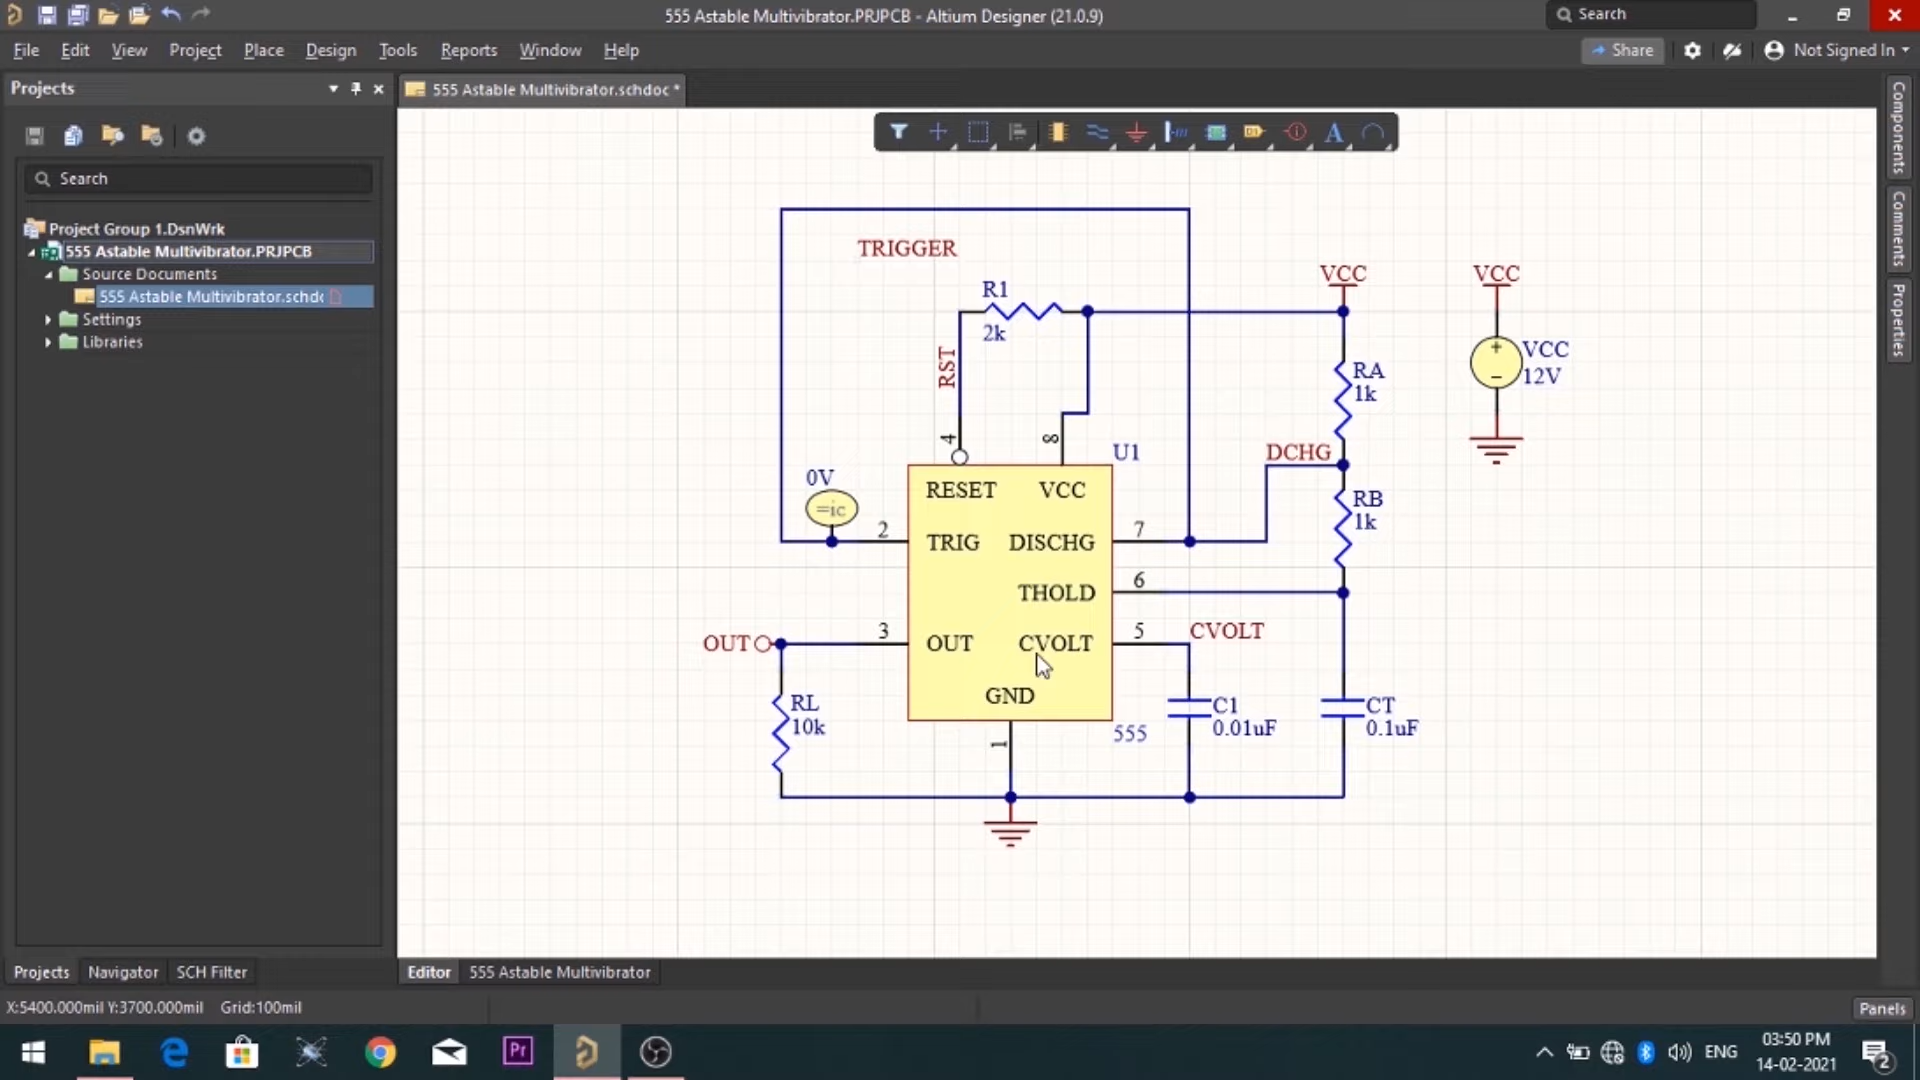 555 Astable Multivibrator.PRJPCB - Altium Designer (21.0.9)
Search
File Edit View Project Place Design Tools Reports Window Help
Share
Not Signed In
Projects
555 Astable Multivibrator.schdoc *
Search
Project Group 1.DsnWrk
555 Astable Multivibrator.PRJPCB
Source Documents
555 Astable Multivibrator.schdc
Settings
Libraries
Components
Comments
Properties
A
TRIGGER
VCC
VCC
R1
2k
RST
VCC
12V
RA
1k
4
8
U1
DCHG
0V
=ic
RESET
VCC
RB
1k
2
TRIG
DISCHG
7
THOLD
6
OUT
3
OUT
CVOLT
5
CVOLT
GND
RL
10k
C1
0.01uF
CT
0.1uF
555
1
Projects Navigator SCH Filter
Editor 555 Astable Multivibrator
X:5400.000mil Y:3700.000mil Grid:100mil
Panels
Pr
ENG
03:50 PM
14-02-2021
2